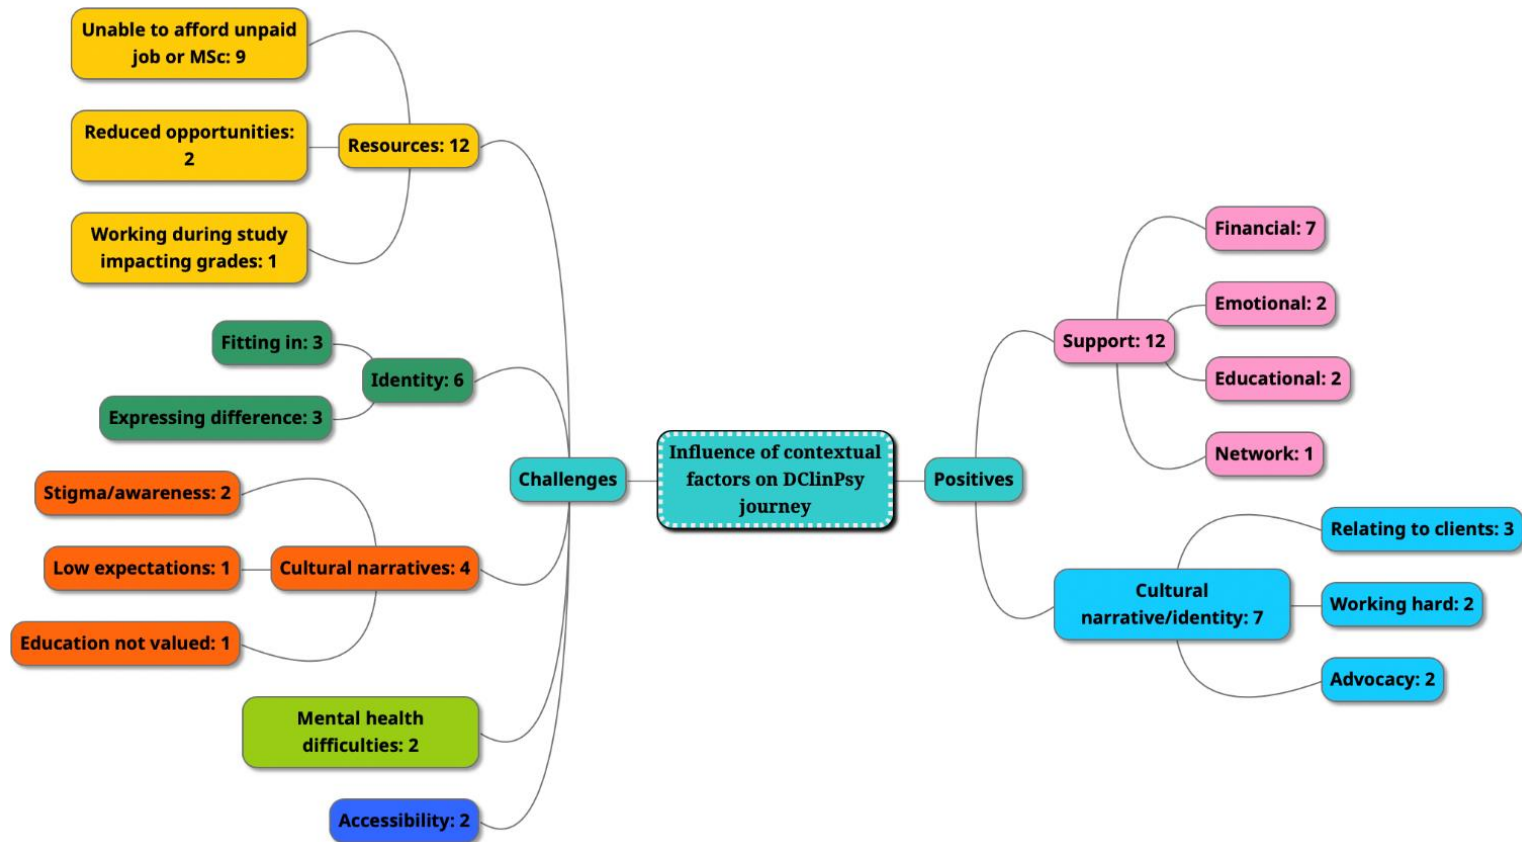 Unable to afford unpaid
job or MSc: 9
Reduced opportunities:
2
Resources: 12
Working during study
impacting grades: 1
Fitting in: 3
Identity: 6
Expressing difference: 3
Stigma/awareness: 2
Low expectations: 1
Cultural narratives: 4
Education not valued: 1
Mental health
difficulties: 2
Accessibility: 2
Challenges
Influence of contextual
factors on DClinPsy
journey
Positives
Financial: 7
Emotional: 2
Support: 12
Educational: 2
Network: 1
Relating to clients: 3
Cultural
narrative/identity: 7
Working hard: 2
Advocacy: 2